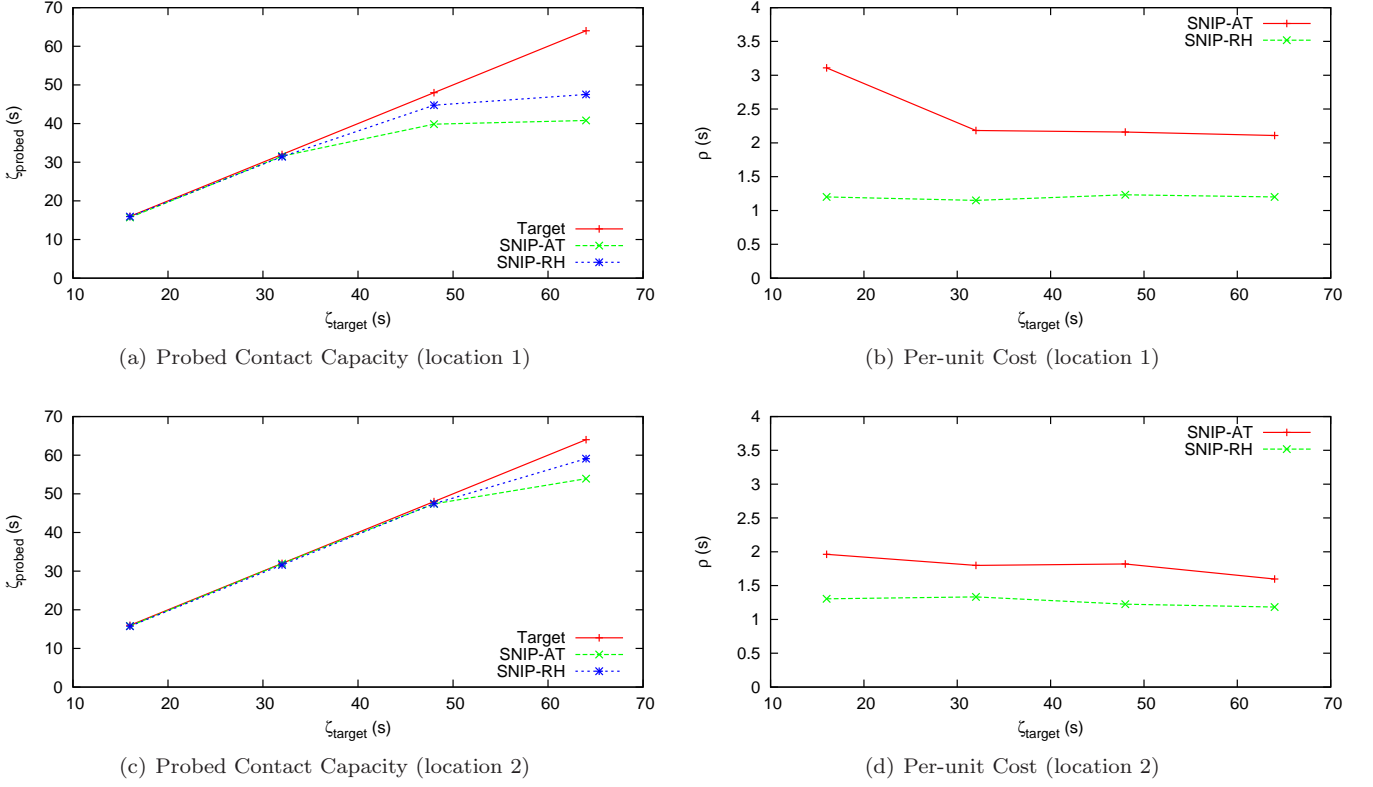 70
60
50
40
30
20
10
0
ζprobed (s)
Target
SNIP-AT
SNIP-RH
10 20 30 40 50 60 70
ζtarget (s)
(a) Probed Contact Capacity (location 1)
4
3.5
3
2.5
2
1.5
1
0.5
0
ρ (s)
SNIP-AT
SNIP-RH
10 20 30 40 50 60 70
ζtarget (s)
(b) Per-unit Cost (location 1)
70
60
50
40
30
20
10
0
ζprobed (s)
Target
SNIP-AT
SNIP-RH
10 20 30 40 50 60 70
ζtarget (s)
(c) Probed Contact Capacity (location 2)
4
3.5
3
2.5
2
1.5
1
0.5
0
ρ (s)
SNIP-AT
SNIP-RH
10 20 30 40 50 60 70
ζtarget (s)
(d) Per-unit Cost (location 2)